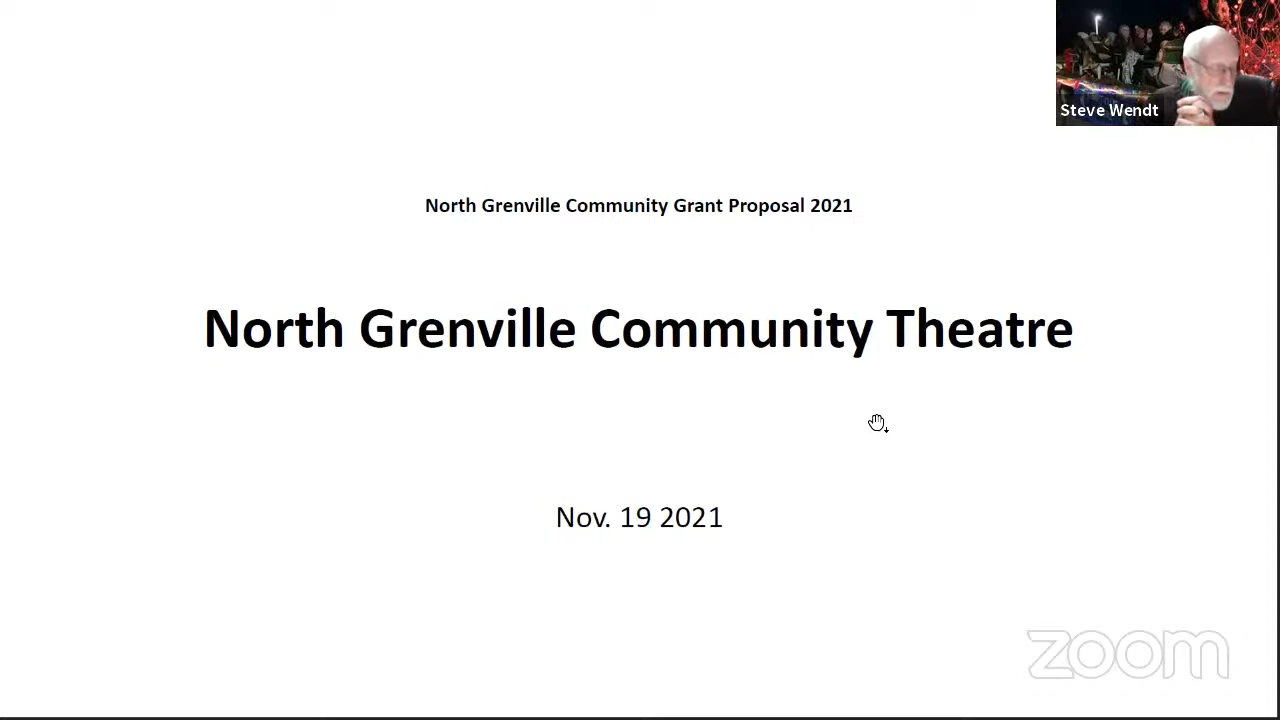 Steve Wendt
North Grenville Community Grant Proposal 2021
North Grenville Community Theatre
Nov. 19 2021
zoom